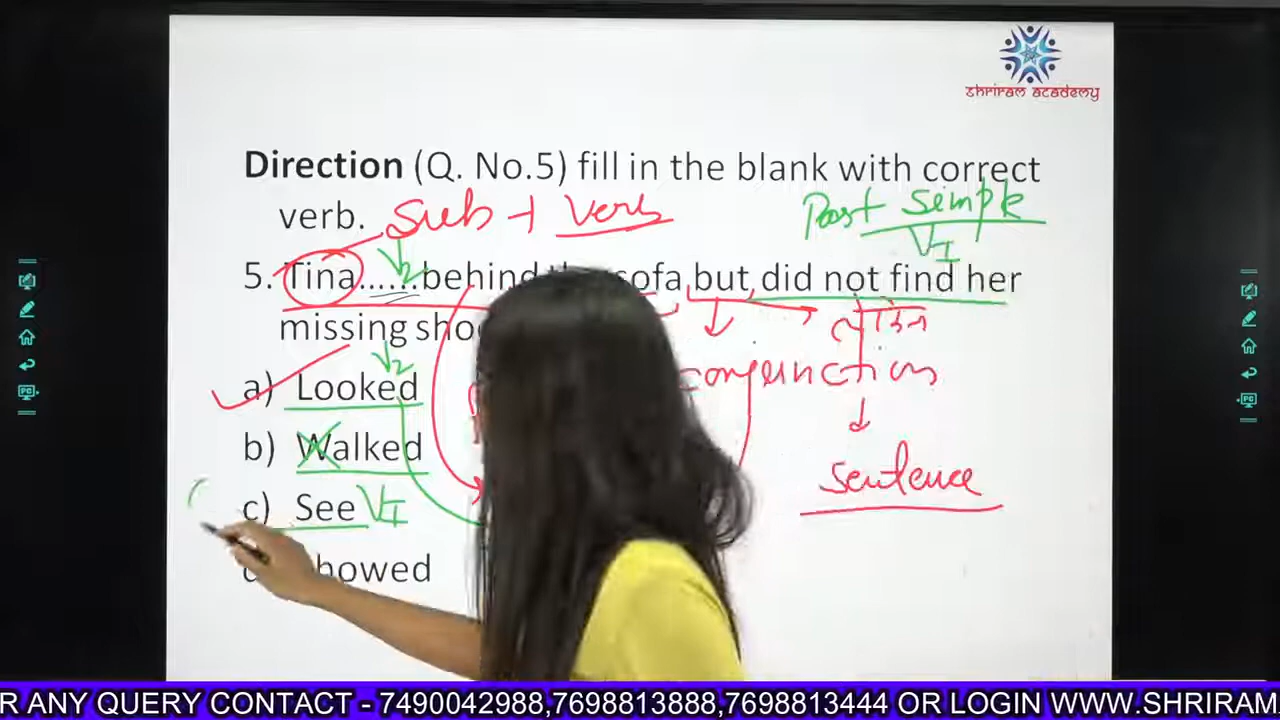 SHRIRAM ACADEMY
Direction (Q. No.5) fill in the blank with correct
verb. Sub + Verb
Past Simple
V1
V2
5. Tina......behind sofa but did not find her
missing
V2
conjunction
a) Looked
b) Walked
sentence
c) See V1
howed
R ANY QUERY CONTACT - 7490042988,7698813888,7698813444 OR LOGIN WWW.SHRIRAM